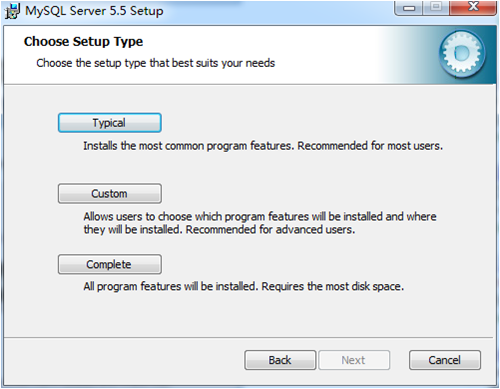 MySQL Server 5.5 Setup
Choose Setup Type
Choose the setup type that best suits your needs
Typical
Installs the most common program features. Recommended for most users.
Custom
Allows users to choose which program features will be installed and where
they will be installed. Recommended for advanced users.
Complete
All program features will be installed. Requires the most disk space.
Back
Next
Cancel